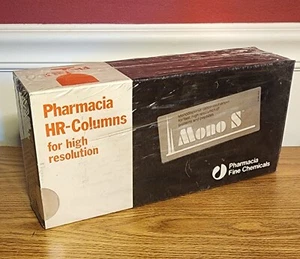 Pharmacia
HR-Columns
for high
resolution
Mono S
Pharmacia
Fine Chemicals